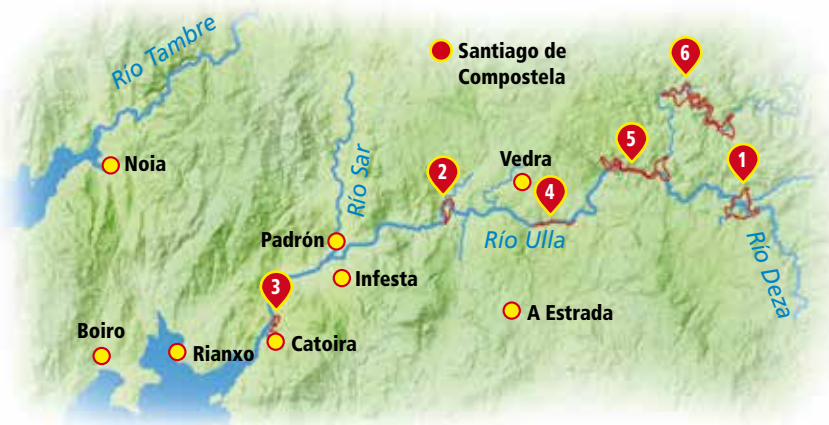 Río Tambre
Santiago de
Compostela
6
Noia
Río Sar
2
Vedra
5
1
4
Padrón
Río Ulla
Río Deza
Infesta
3
A Estrada
Boiro
Rianxo
Catoira